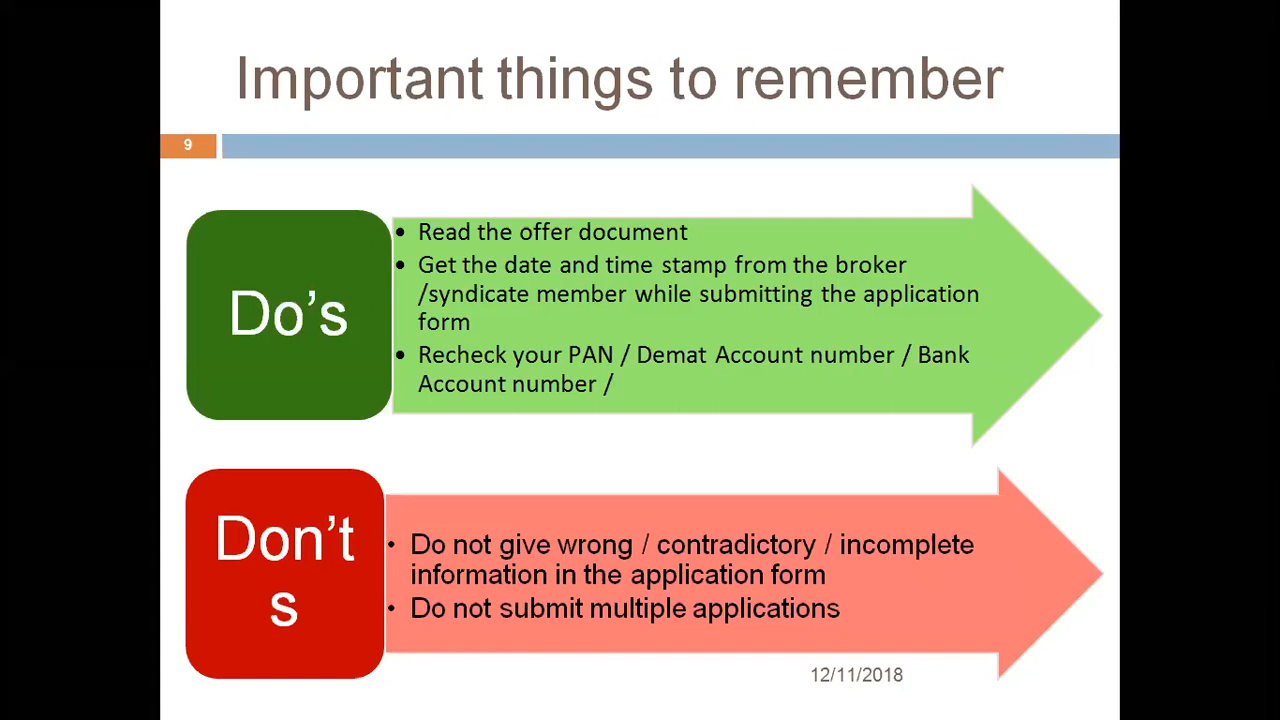 Important things to remember
9
Do’s
• Read the offer document
• Get the date and time stamp from the broker
/syndicate member while submitting the application
form
• Recheck your PAN / Demat Account number / Bank
Account number /
Don’t
s
• Do not give wrong / contradictory / incomplete
information in the application form
• Do not submit multiple applications
12/11/2018